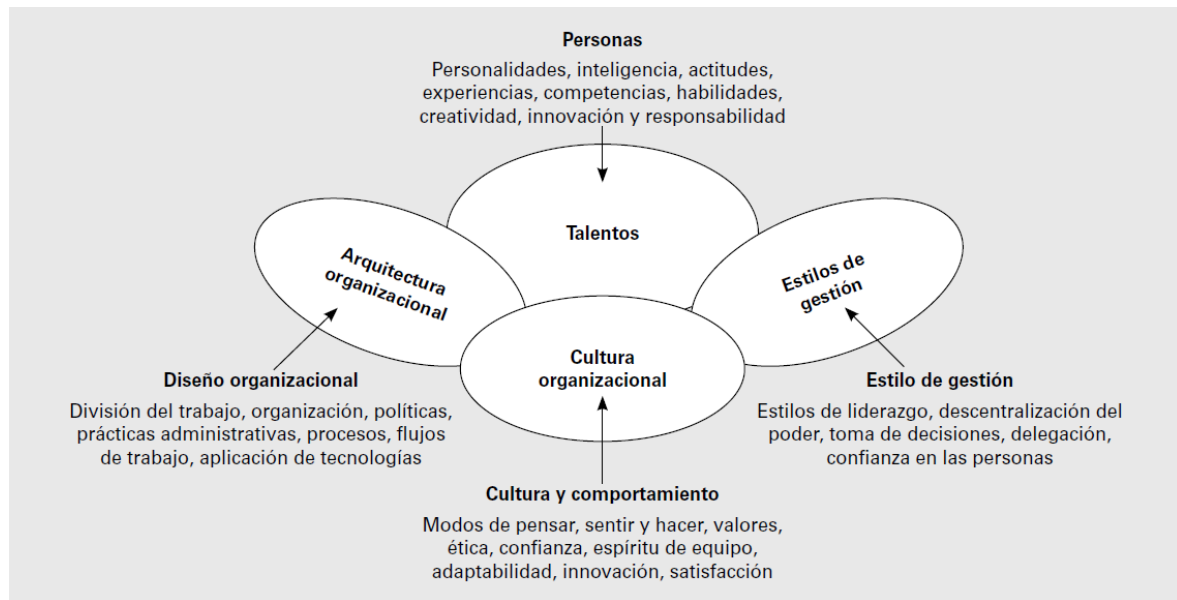 Personas
Personalidades, inteligencia, actitudes,
experiencias, competencias, habilidades,
creatividad, innovación y responsabilidad
Talentos
Arquitectura
organizacional
Estilos de
gestión
Cultura
organizacional
Diseño organizacional
División del trabajo, organización, políticas,
prácticas administrativas, procesos, flujos
de trabajo, aplicación de tecnologías
Estilo de gestión
Estilos de liderazgo, descentralización del
poder, toma de decisiones, delegación,
confianza en las personas
Cultura y comportamiento
Modos de pensar, sentir y hacer, valores,
ética, confianza, espíritu de equipo,
adaptabilidad, innovación, satisfacción